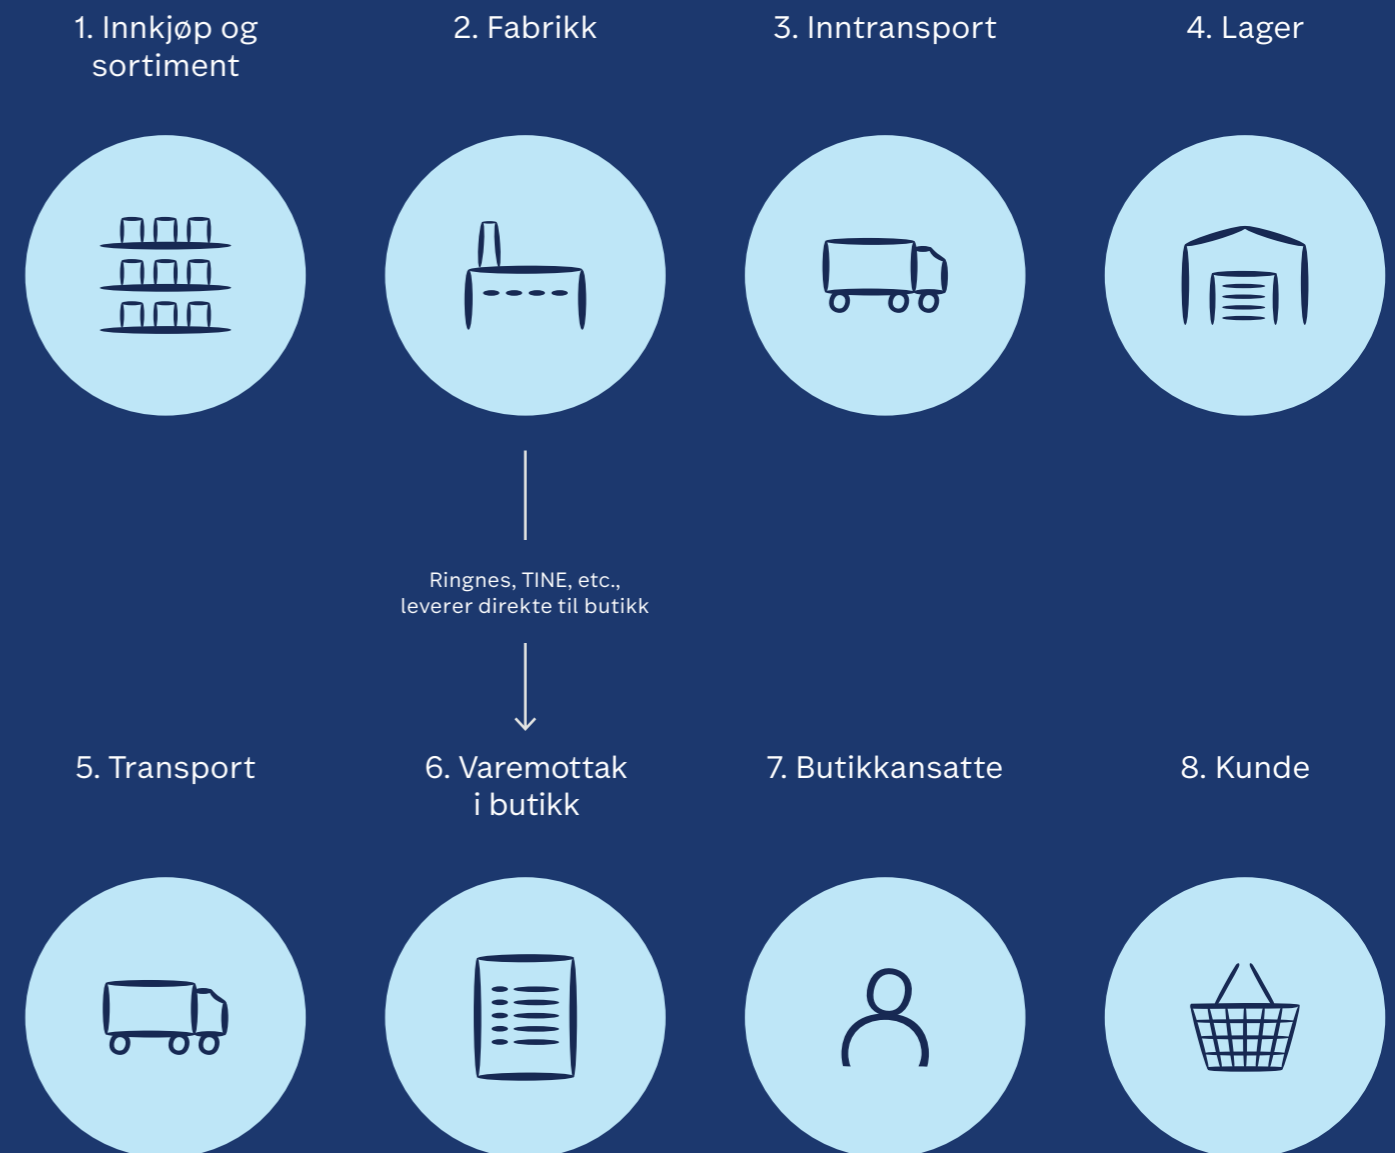 1. Innkjøp og
sortiment
2. Fabrikk
3. Inntransport
4. Lager
Ringnes, TINE, etc.,
leverer direkte til butikk
5. Transport
6. Varemottak
i butikk
7. Butikkansatte
8. Kunde